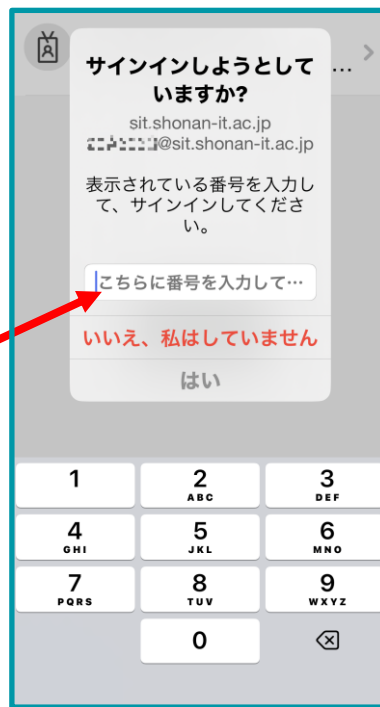 サインインしようとして
いますか?
…
sit.shonan-it.ac.jp
@sit.shonan-it.ac.jp
表示されている番号を入力し
て、サインインしてくださ
い。
こちらに番号を入力して…
いいえ、私はしていません
はい
1 2 3
ABC DEF
4 5 6
GHI JKL MNO
7 8 9
PQRS TUV WXYZ
0